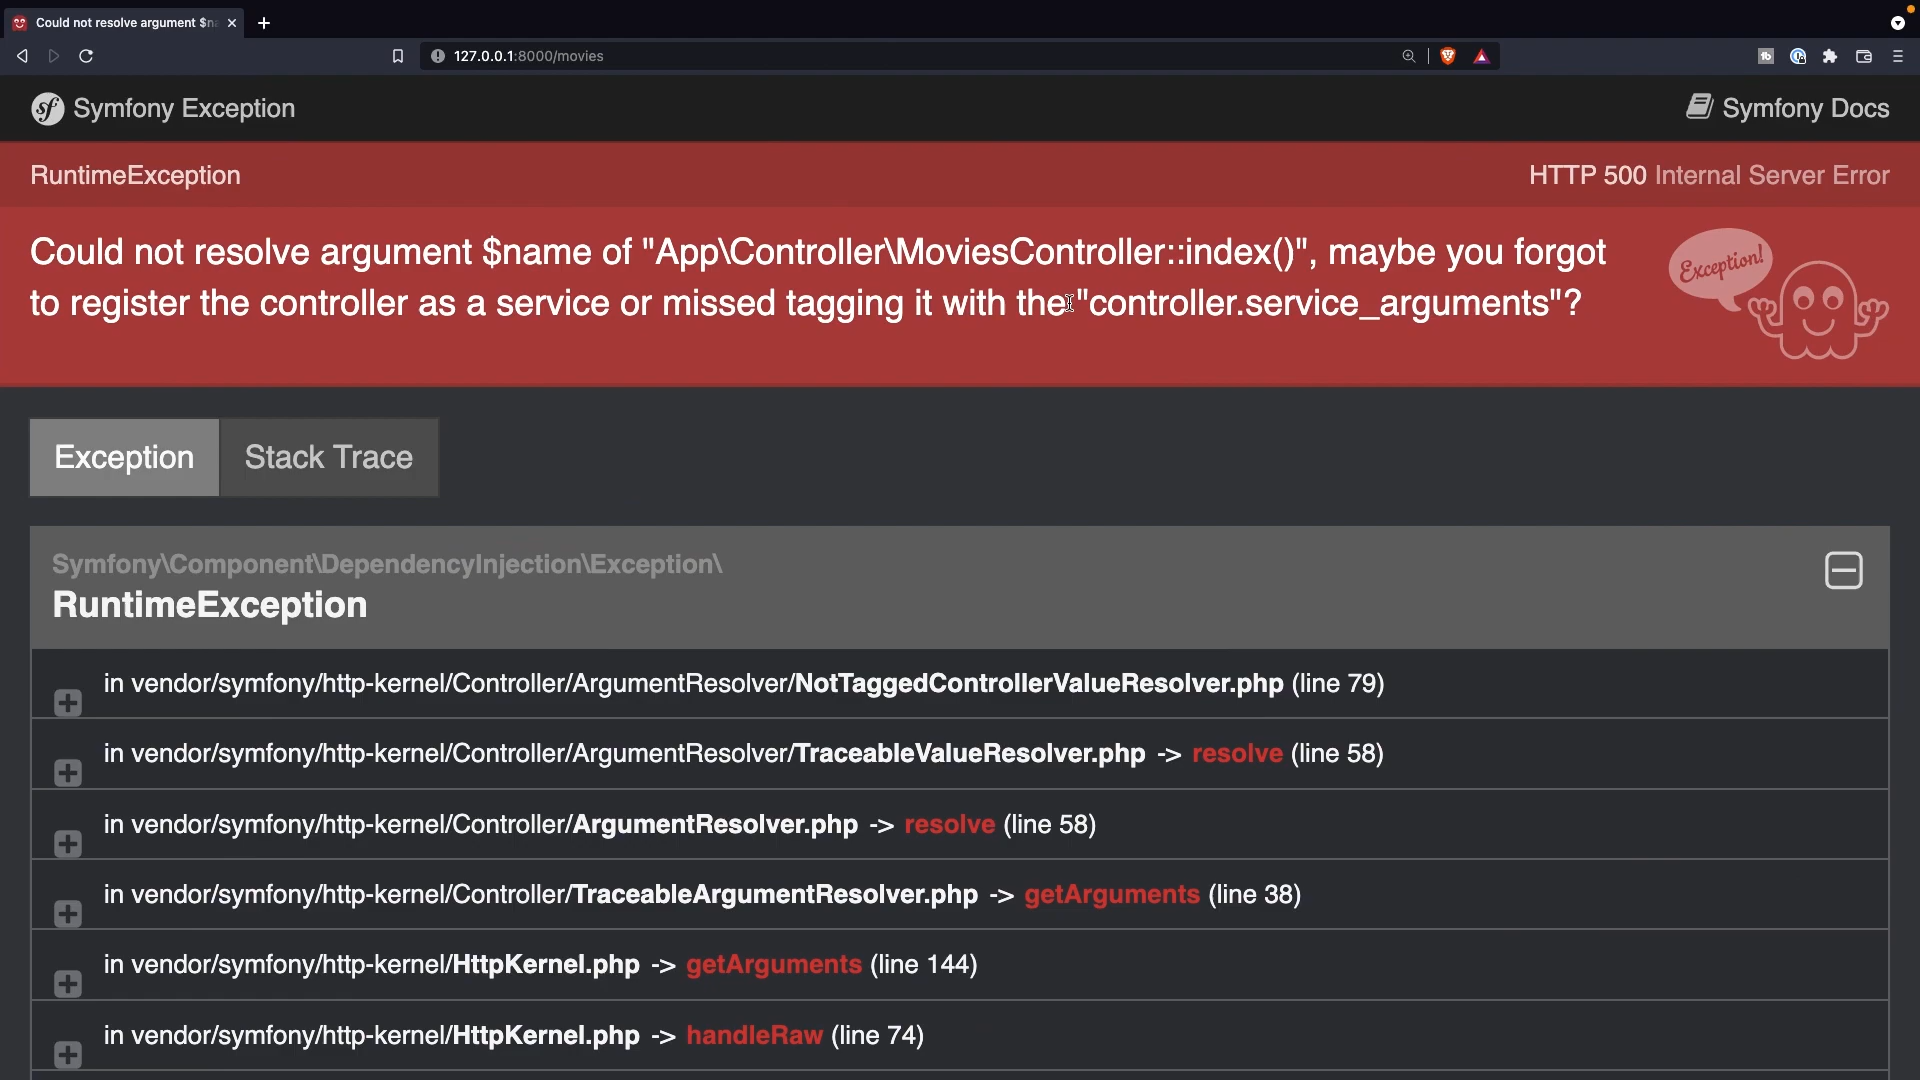 Could not resolve argument $na
127.0.0.1:8000/movies
Symfony Exception
Symfony Docs
RuntimeException
HTTP 500 Internal Server Error
Could not resolve argument $name of "App\Controller\MoviesController::index()", maybe you forgot
to register the controller as a service or missed tagging it with the "controller.service_arguments"?
Exception!
Exception
Stack Trace
Symfony\Component\DependencyInjection\Exception\
RuntimeException
in vendor/symfony/http-kernel/Controller/ArgumentResolver/NotTaggedControllerValueResolver.php (line 79)
in vendor/symfony/http-kernel/Controller/ArgumentResolver/TraceableValueResolver.php -> resolve (line 58)
in vendor/symfony/http-kernel/Controller/ArgumentResolver.php -> resolve (line 58)
in vendor/symfony/http-kernel/Controller/TraceableArgumentResolver.php -> getArguments (line 38)
in vendor/symfony/http-kernel/HttpKernel.php -> getArguments (line 144)
in vendor/symfony/http-kernel/HttpKernel.php -> handleRaw (line 74)